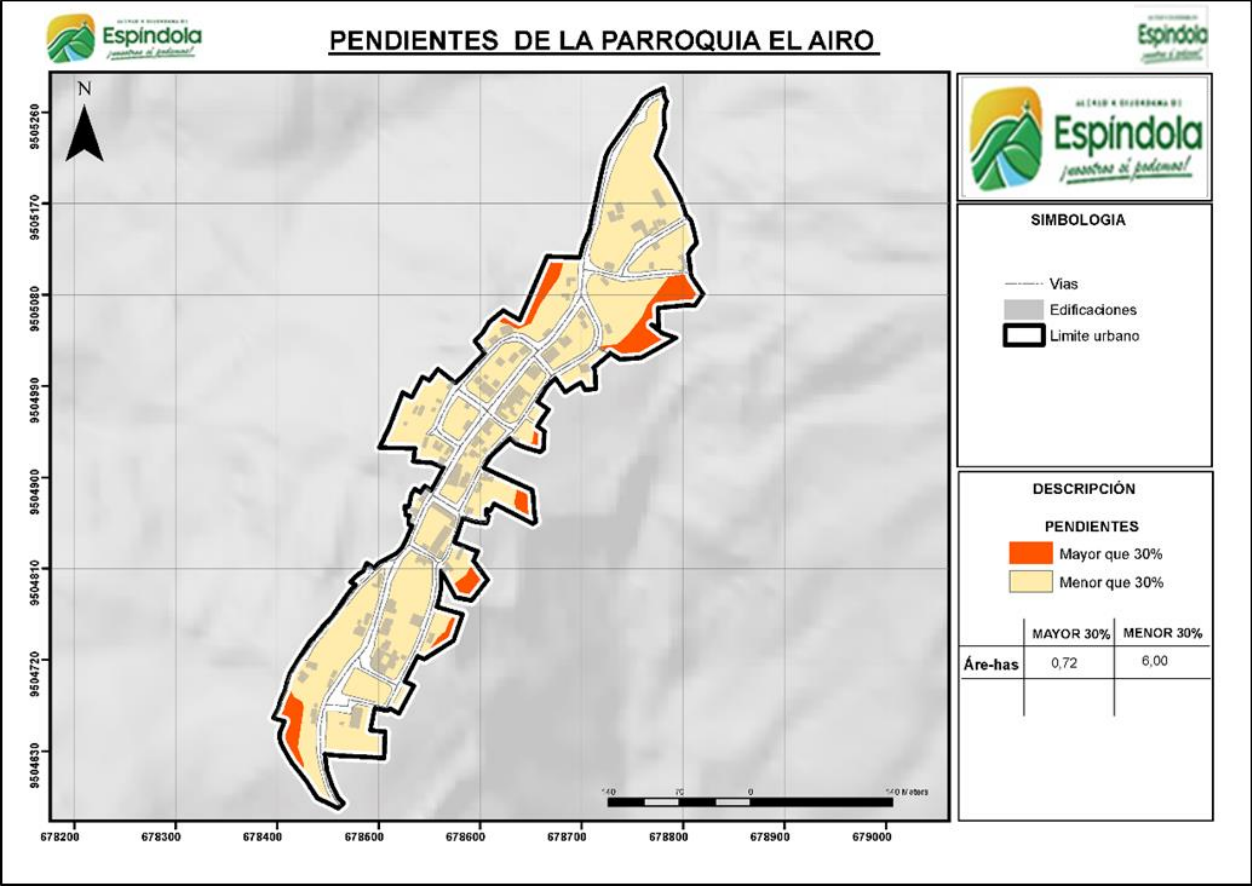 Espíndola
¡nosotros sí podemos!
PENDIENTES DE LA PARROQUIA EL AIRO
Espíndola
N
9505260
9505170
9505080
9504990
9504900
9504810
9504720
9504630
678200
678300
678400
678500
678600
678700
678800
678900
679000
140
70
0
140 Meters
Espíndola
¡nosotros sí podemos!
SIMBOLOGIA
Vias
Edificaciones
Limite urbano
DESCRIPCIÓN
PENDIENTES
Mayor que 30%
Menor que 30%
MAYOR 30% MENOR 30%
Áre-has 0,72 6,00